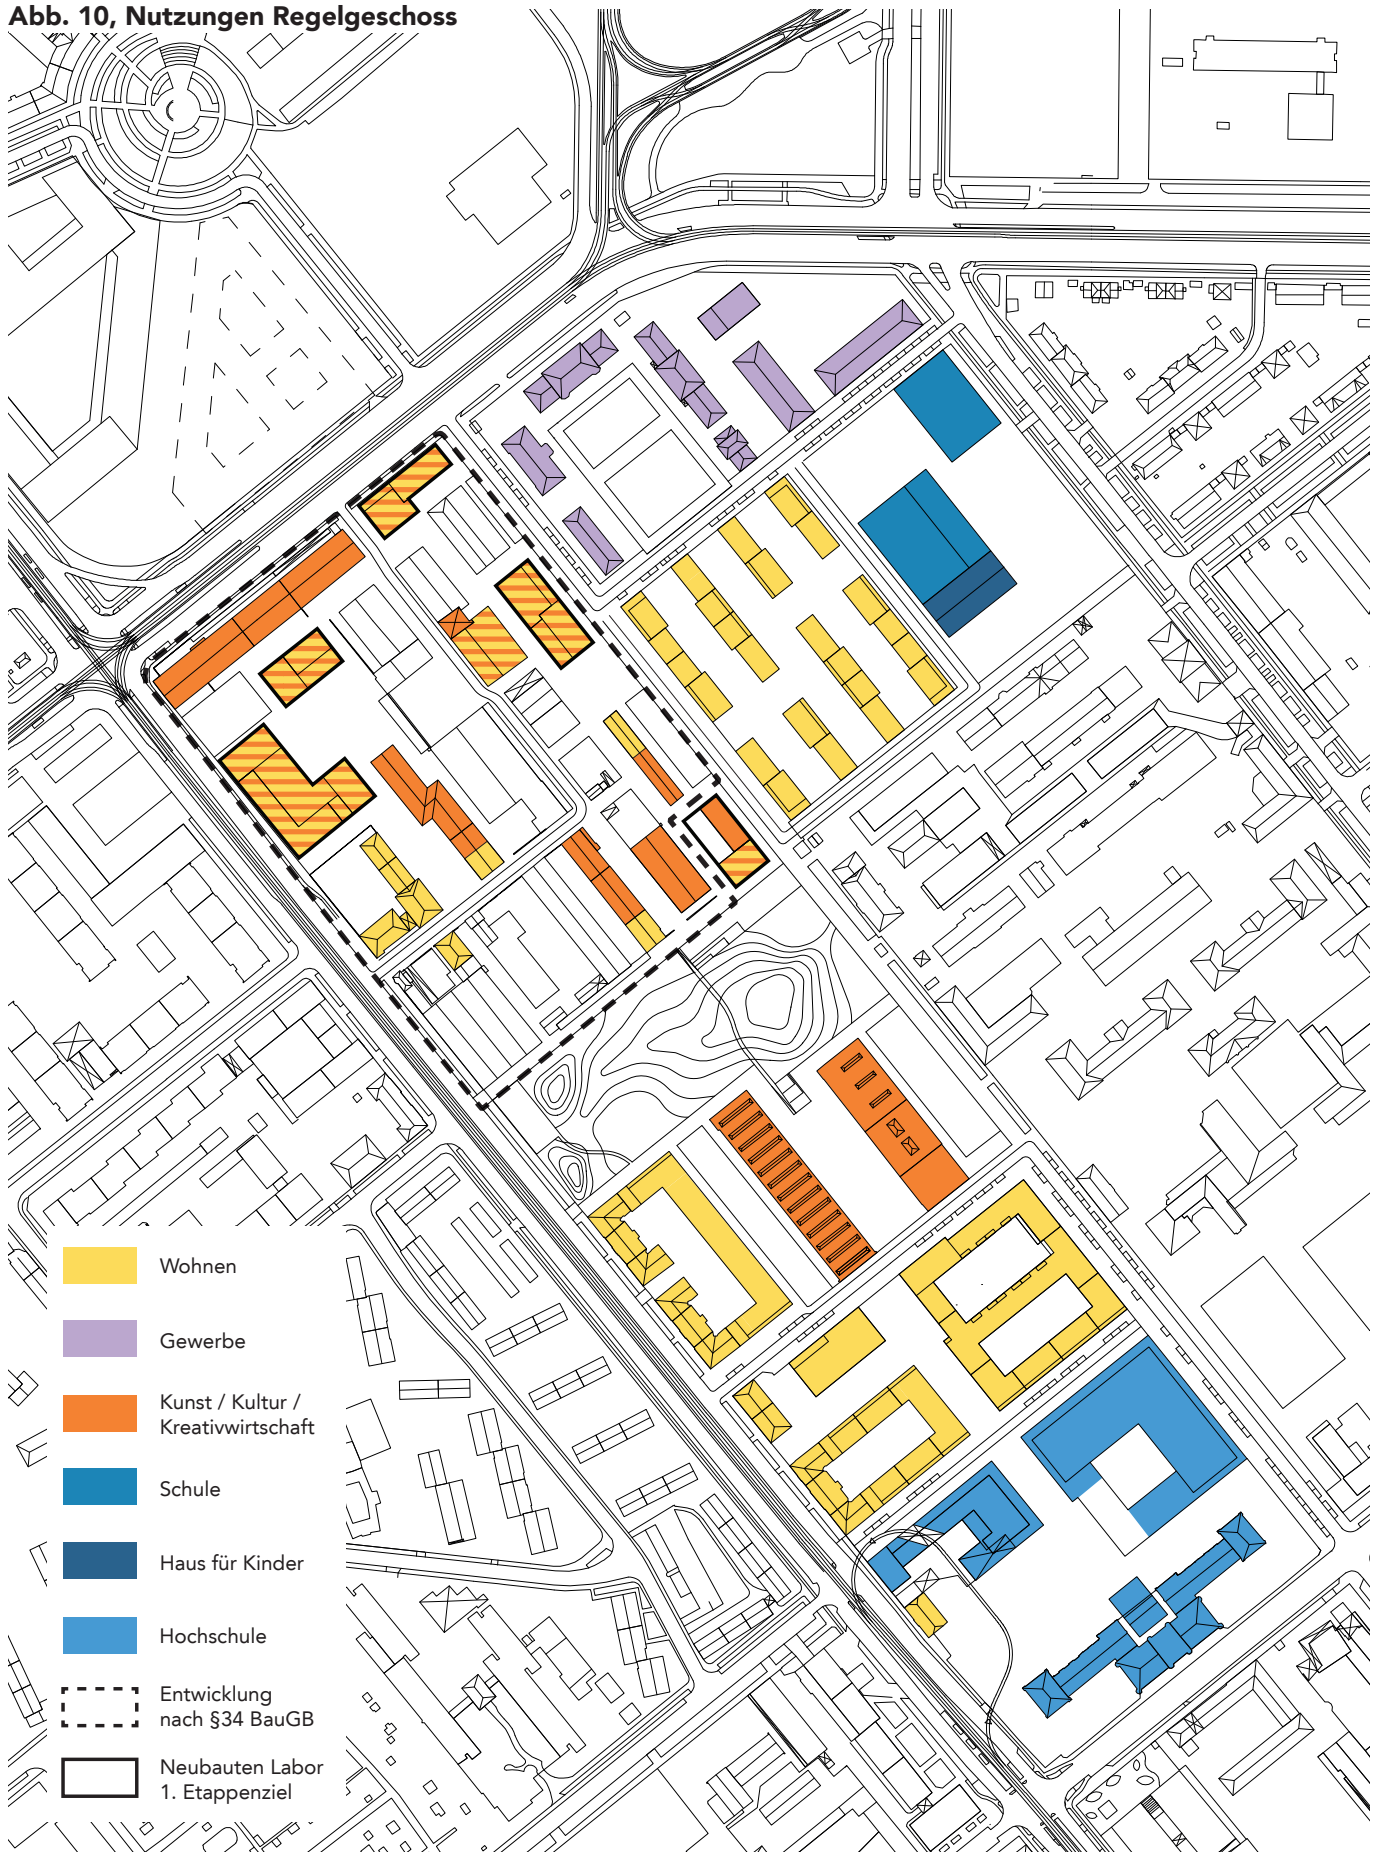 Abb. 10, Nutzungen Regelgeschoss
Wohnen
Gewerbe
Kunst / Kultur /
Kreativwirtschaft
Schule
Haus für Kinder
Hochschule
Entwicklung
nach §34 BauGB
Neubauten Labor
1. Etappenziel